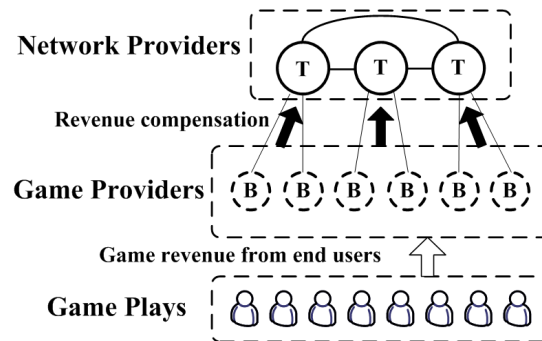 Network Providers
T T T
Revenue compensation
Game Providers
B B B B B B
Game revenue from end users
Game Plays